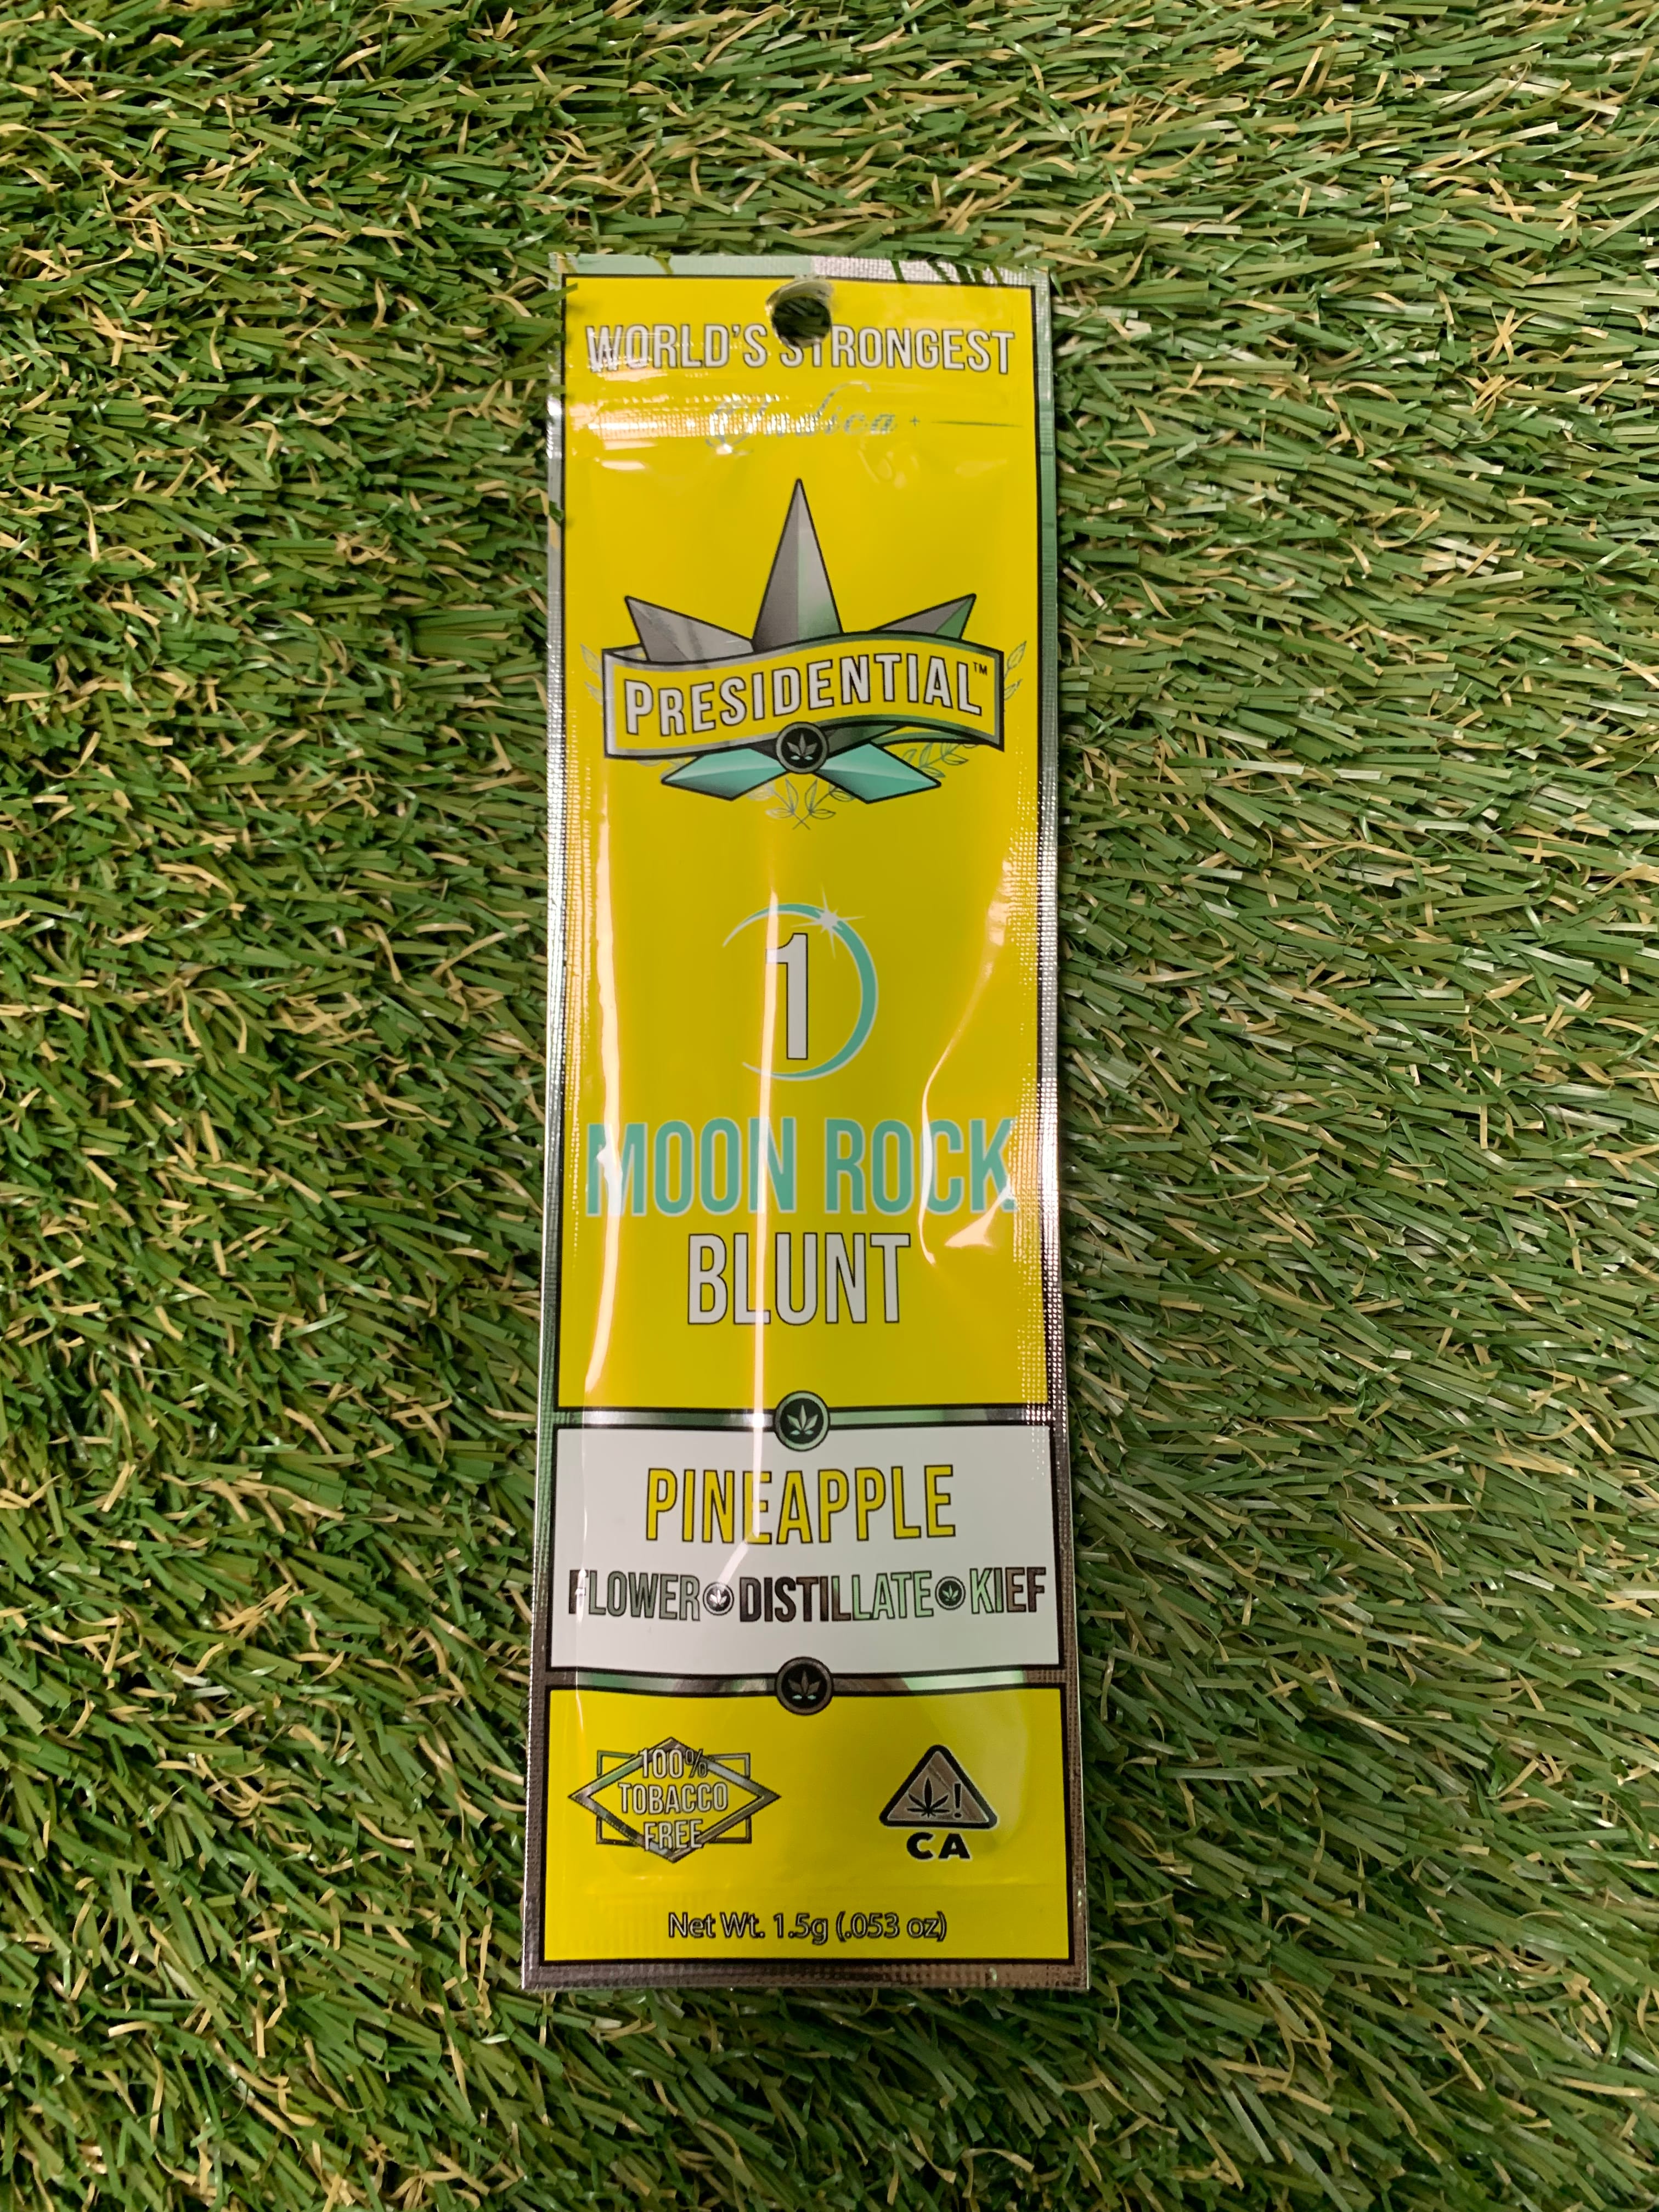 WORLD'S STRONGEST
Indica
PRESIDENTIAL™
1
MOON ROCK
BLUNT
PINEAPPLE
FLOWER DISTILLATE KIEF
100%
TOBACCO
FREE
CA
Net Wt. 1.5g (.053 oz)